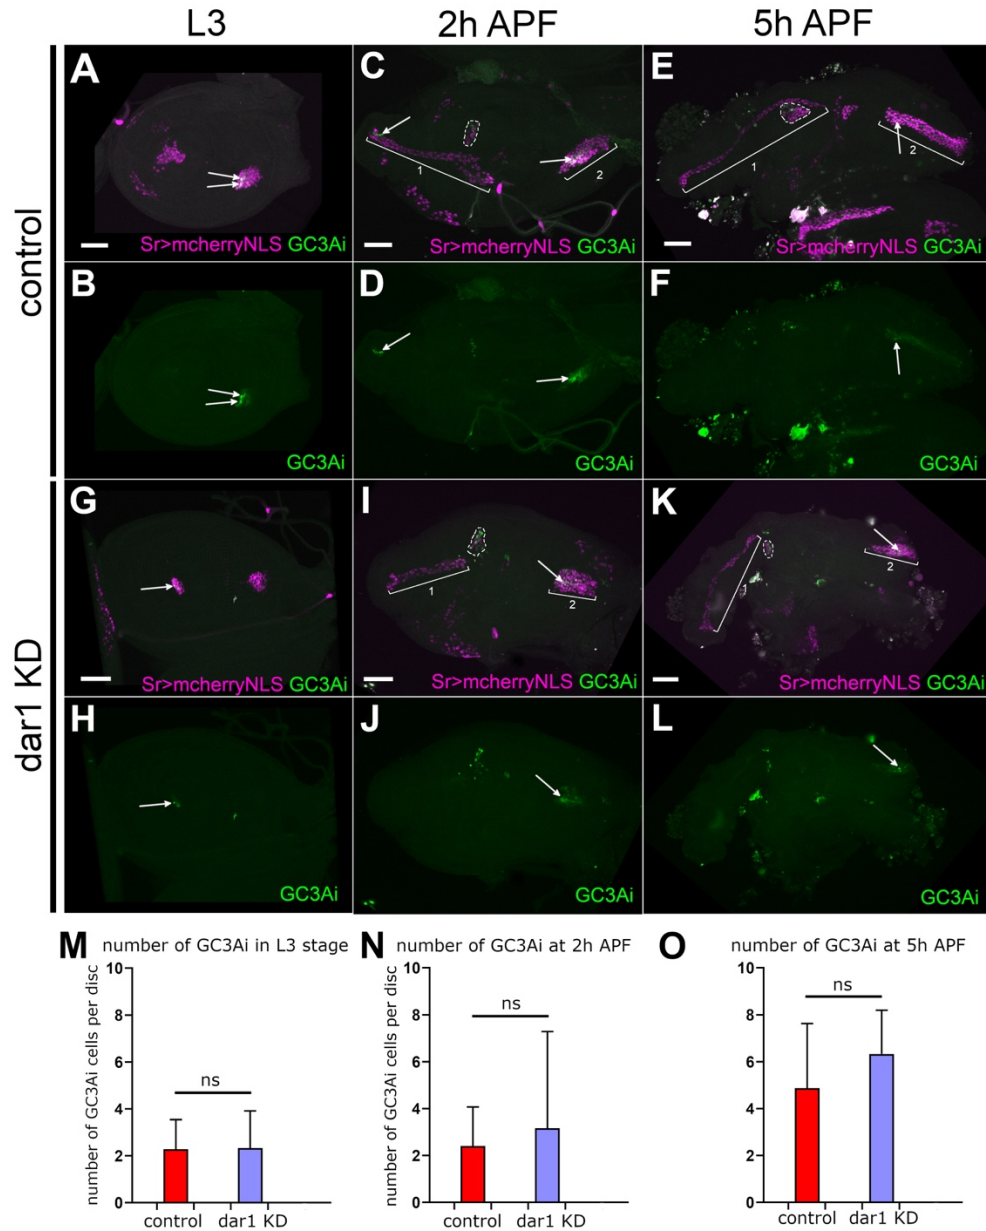 L3 2h APF 5h APF
control
A
Sr>mcherryNLS GC3Ai
C
1
2
Sr>mcherryNLS GC3Ai
E
1
2
Sr>mcherryNLS GC3Ai
B
GC3Ai
D
GC3Ai
F
GC3Ai
dar1 KD
G
Sr>mcherryNLS GC3Ai
I
1
2
Sr>mcherryNLS GC3Ai
K
1
2
Sr>mcherryNLS GC3Ai
H
GC3Ai
J
GC3Ai
L
GC3Ai
M number of GC3Ai in L3 stage
number of GC3Ai cells per disc
10
8
6
4
2
0
ns
control dar1 KD
N number of GC3Ai at 2h APF
number of GC3Ai cells per disc
10
8
6
4
2
0
ns
control dar1 KD
O number of GC3Ai at 5h APF
10
8
6
4
2
0
ns
control dar1 KD